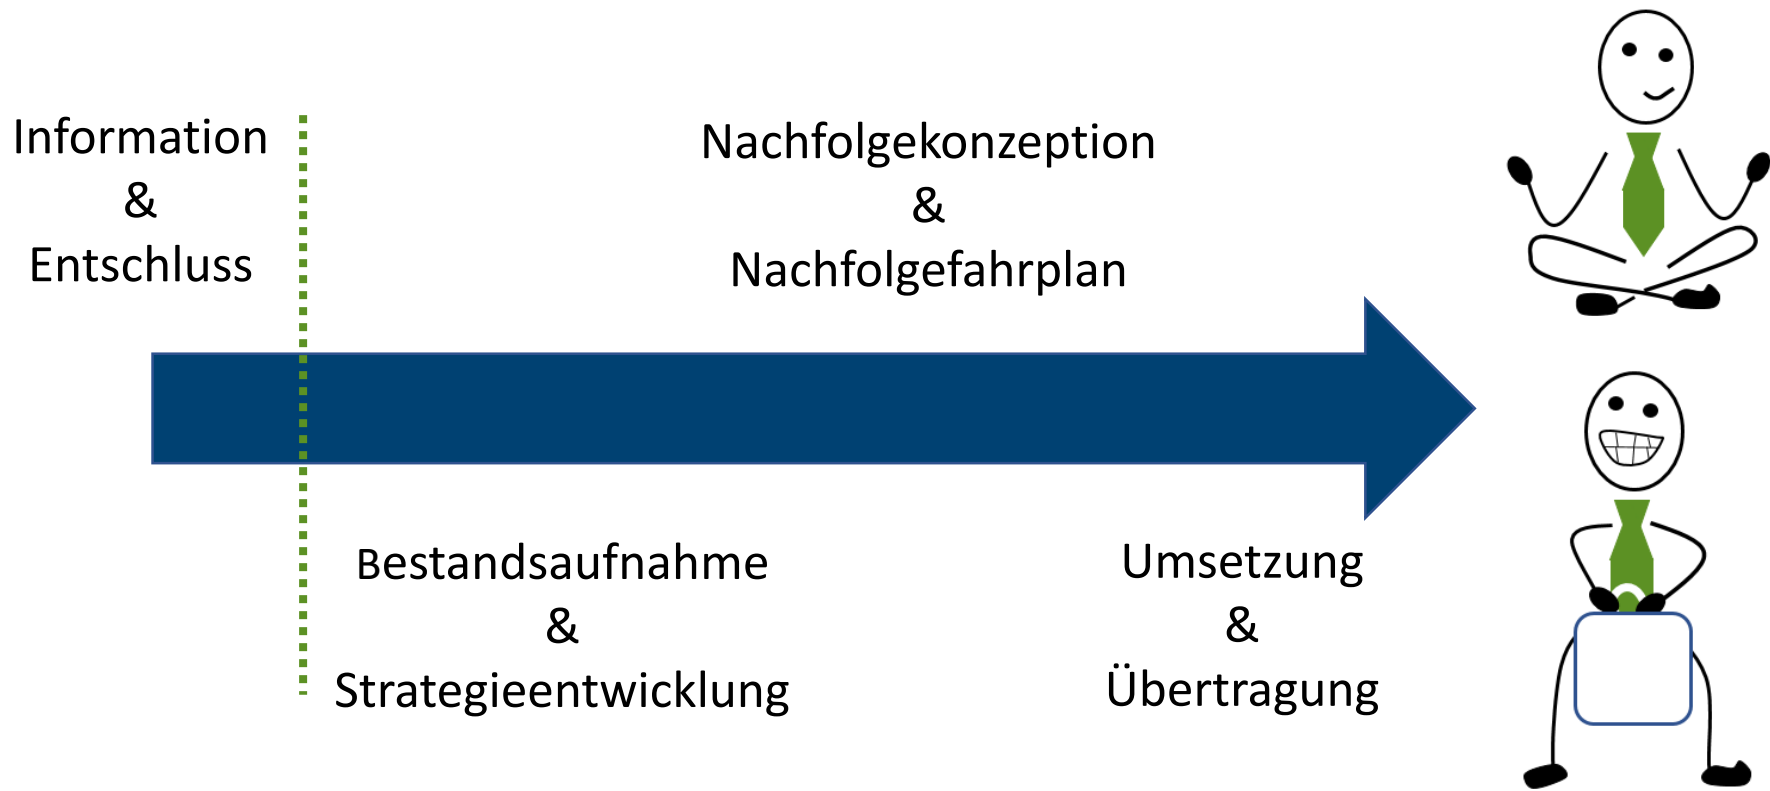 Information
&
Entschluss
Nachfolgekonzeption
&
Nachfolgefahrplan
Bestandsaufnahme
&
Strategieentwicklung
Umsetzung
&
Übertragung